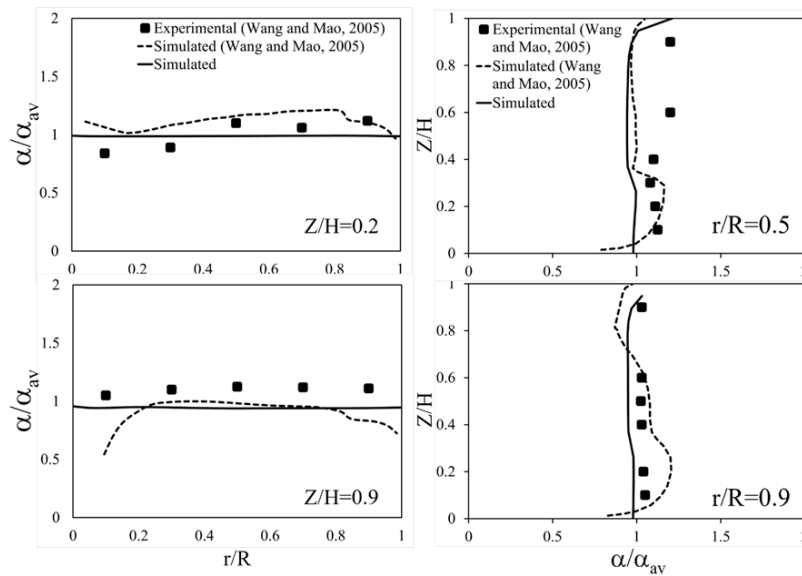 2
■ Experimental (Wang and Mao, 2005)
Simulated (Wang and Mao, 2005)
Simulated
1.5
1
0.5
0
α/αav
Z/H=0.2
0 0.2 0.4 0.6 0.8 1
1
Experimental (Wang
and Mao, 2005)
Simulated (Wang
and Mao, 2005)
Simulated
0.8
0.6
0.4
0.2
0
Z/H
r/R=0.5
0 0.5 1 1.5
2
1.5
1
0.5
0
α/αav
Z/H=0.9
0 0.2 0.4 0.6 0.8 1
r/R
1
0.8
0.6
0.4
0.2
0
Z/H
r/R=0.9
0 0.5 1 1.5
α/αav